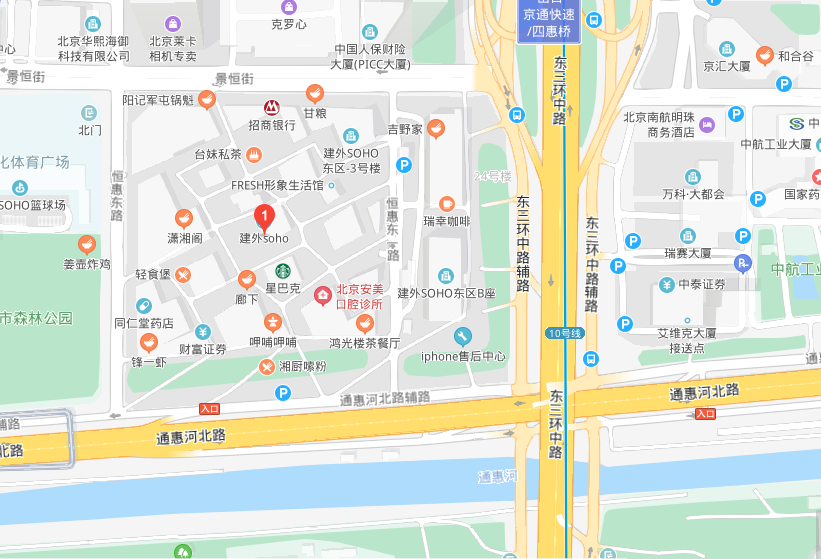 出口
京通快速
/四惠桥
克罗心
北京华熙海御
科技有限公司
北京莱卡
相机专卖
中国人保财险
大厦(PICC大厦)
中心
京汇大厦
和合谷
景恒街
景恒街
东三环中路
阳记军屯锅魁
招商银行
甘粮
吉野家
北京南航明珠
商务酒店
中
中航工业大厦
北门
台妹私茶
建外SOHO
东区-3号楼
化体育广场
FRESH形象生活馆
24号楼
万科·大都会
国家药
SOHO篮球场
恒惠东路
恒惠东路
瑞幸咖啡
东三环中路辅路
东三环中路辅路
潇湘阁
1
建外soho
姜壶炸鸡
瑞赛大厦
轻食堡
星巴克
廊下
北京安美
口腔诊所
建外SOHO东区B座
中泰证券
中航工
同仁堂药店
市森林公园
财富证券
呷哺呷哺
鸿光楼茶餐厅
10号线
艾维克大厦
接送点
锋一虾
湘厨嗦粉
iphone售后中心
通惠
通惠河北路辅路
通惠河北路
入口
入口
东三环中路
辅路
北路
通惠河北路
通惠河